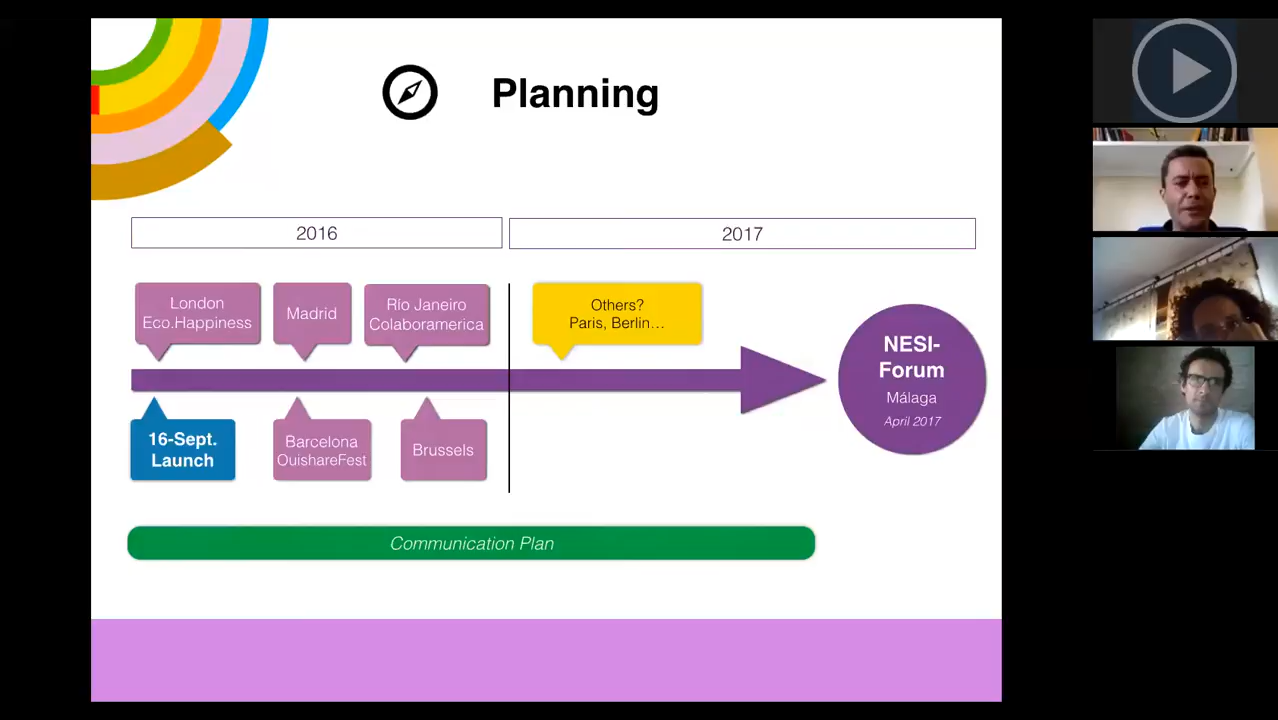 Planning
2016
2017
London
Eco.Happiness
Madrid
Río Janeiro
Colaboramerica
Others?
Paris, Berlin...
NESI-
Forum
Málaga
April 2017
16-Sept.
Launch
Barcelona
OuishareFest
Brussels
Communication Plan